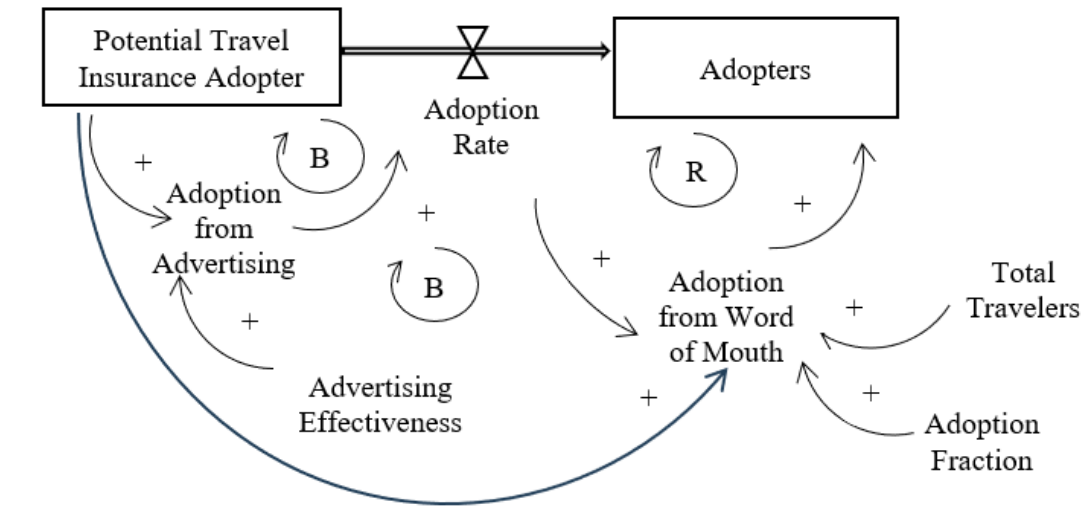 Potential Travel
Insurance Adopter
Adopters
Adoption
Rate
B
R
+
Adoption
from
Advertising
+
+
B
+
Adoption
from Word
of Mouth
Total
Travelers
+
+
Advertising
Effectiveness
+
+
Adoption
Fraction